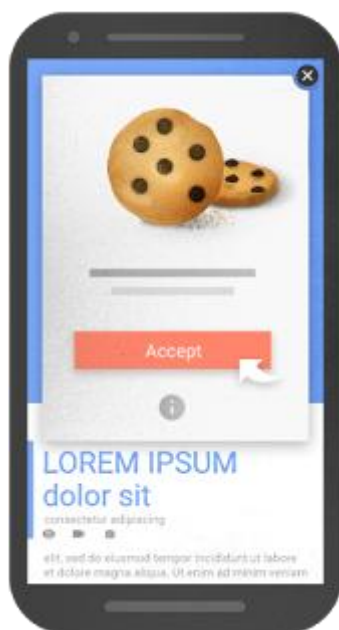 Accept
LOREM IPSUM
dolor sit
consectetur adipiscing
elit, sed do eiusmod tempor incididunt ut labore
et dolore magna aliqua. Ut enim ad minim veniam